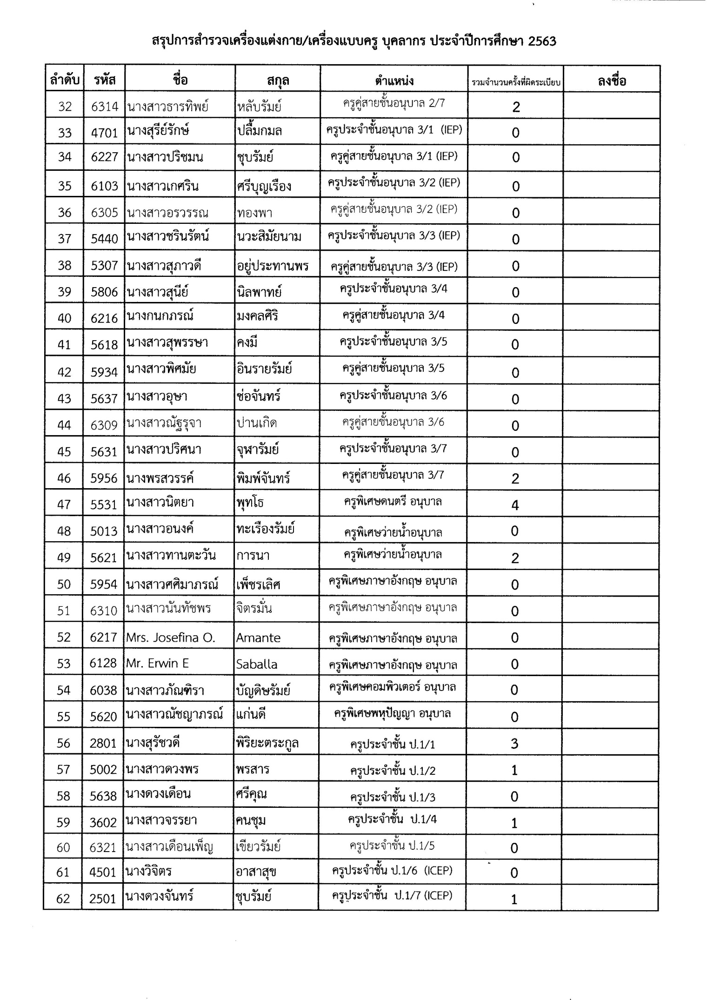 สรุปการสำรวจเครื่องแต่งกาย/เครื่องแบบครู บุคลากร ประจำปีการศึกษา 2563
ลำดับ รหัส ชื่อ สกุล ตำแหน่ง รวมจำนวนครั้งที่ผิดระเบียบ ลงชื่อ
32 6314 นางสาวธารทิพย์ หลับรัมย์ ครูคู่สายชั้นอนุบาล 2/7 2
33 4701 นางสุรีย์รักษ์ ปลื้มกมล ครูประจำชั้นอนุบาล 3/1 (IEP) 0
34 6227 นางสาวปริชมน ชุบรัมย์ ครูคู่สายชั้นอนุบาล 3/1 (IEP) 0
35 6103 นางสาวเกศริน ศรีบุญเรือง ครูประจำชั้นอนุบาล 3/2 (IEP) 0
36 6305 นางสาวอรวรรณ ทองพา ครูคู่สายชั้นอนุบาล 3/2 (IEP) 0
37 5440 นางสาวชรินรัตน์ นวะสิมัยนาม ครูประจำชั้นอนุบาล 3/3 (IEP) 0
38 5307 นางสาวสุภาวดี อยู่ประทานพร ครูคู่สายชั้นอนุบาล 3/3 (IEP) 0
39 5806 นางสาวสุนีย์ นิลพาทย์ ครูประจำชั้นอนุบาล 3/4 0
40 6216 นางกนกภรณ์ มงคลศิริ ครูคู่สายชั้นอนุบาล 3/4 0
41 5618 นางสาวสุพรรษา คงมี ครูประจำชั้นอนุบาล 3/5 0
42 5934 นางสาวพิศมัย อินรายรัมย์ ครูคู่สายชั้นอนุบาล 3/5 0
43 5637 นางสาวอุษา ช่อจันทร์ ครูประจำชั้นอนุบาล 3/6 0
44 6309 นางสาวณัฐรุจา ปานเกิด ครูคู่สายชั้นอนุบาล 3/6 0
45 5631 นางสาวปริศนา จุฬารัมย์ ครูประจำชั้นอนุบาล 3/7 0
46 5956 นางพรสวรรค์ พิมพ์จันทร์ ครูคู่สายชั้นอนุบาล 3/7 2
47 5531 นางสาวนิตยา พุทโธ ครูพิเศษดนตรี อนุบาล 4
48 5013 นางสาวอนงค์ ทะเรืองรัมย์ ครูพิเศษว่ายน้ำอนุบาล 0
49 5621 นางสาวทานตะวัน การนา ครูพิเศษว่ายน้ำอนุบาล 2
50 5954 นางสาวศศิมาภรณ์ เพ็ชรเลิศ ครูพิเศษภาษาอังกฤษ อนุบาล 0
51 6310 นางสาวนันทัชพร จิตรมั่น ครูพิเศษภาษาอังกฤษ อนุบาล 0
52 6217 Mrs. Josefina O. Amante ครูพิเศษภาษาอังกฤษ อนุบาล 0
53 6128 Mr. Erwin E Saballa ครูพิเศษภาษาอังกฤษ อนุบาล 0
54 6038 นางสาวภัณฑิรา บัญดิษรัมย์ ครูพิเศษคอมพิวเตอร์ อนุบาล 0
55 5620 นางสาวณัชญาภรณ์ แก่นดี ครูพิเศษพหุปัญญา อนุบาล 0
56 2801 นางสุรัชวดี พิริยะตระกูล ครูประจำชั้น ป.1/1 3
57 5002 นางสาวดวงพร พรสาร ครูประจำชั้น ป.1/2 1
58 5638 นางดวงเดือน ศรีคุณ ครูประจำชั้น ป.1/3 0
59 3602 นางสาวจรรยา คนชุม ครูประจำชั้น ป.1/4 1
60 6321 นางสาวเดือนเพ็ญ เขียวรัมย์ ครูประจำชั้น ป.1/5 0
61 4501 นางวิจิตร อาสาสุข ครูประจำชั้น ป.1/6 (ICEP) 0
62 2501 นางดวงจันทร์ ชุบรัมย์ ครูประจำชั้น ป.1/7 (ICEP) 1